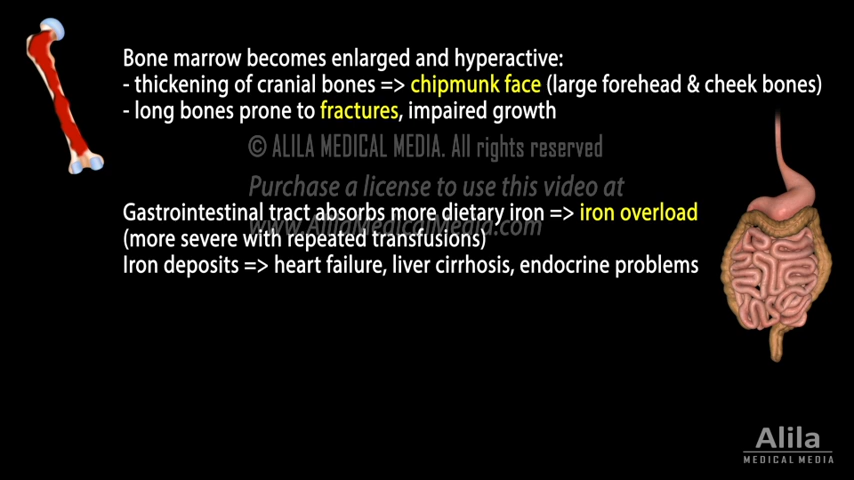 Bone marrow becomes enlarged and hyperactive:
- thickening of cranial bones => chipmunk face (large forehead & cheek bones)
- long bones prone to fractures, impaired growth
© ALILA MEDICAL MEDIA. All rights reserved
Purchase a license to use this video at
Gastrointestinal tract absorbs more dietary iron => iron overload
www.AlilaMedicalMedia.com
(more severe with repeated transfusions)
Iron deposits => heart failure, liver cirrhosis, endocrine problems
Alila
MEDICAL MEDIA